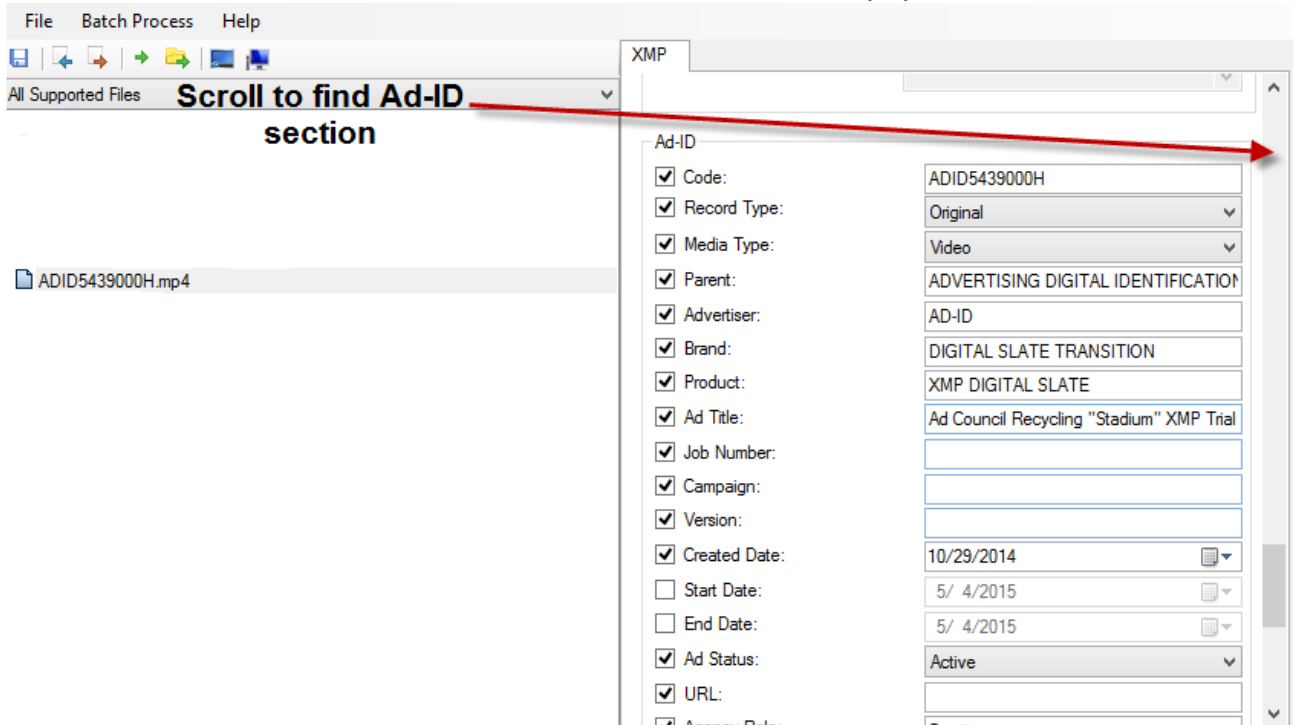 File Batch Process Help
XMP
All Supported Files
Scroll to find Ad-ID
section
Ad-ID
Code: ADID5439000H
Record Type: Original
Media Type: Video
ADID5439000H.mp4
Parent: ADVERTISING DIGITAL IDENTIFICATION
Advertiser: AD-ID
Brand: DIGITAL SLATE TRANSITION
Product: XMP DIGITAL SLATE
Ad Title: Ad Council Recycling "Stadium" XMP Trial
Job Number:
Campaign:
Version:
Created Date: 10/29/2014
Start Date: 5/ 4/2015
End Date: 5/ 4/2015
Ad Status: Active
URL: